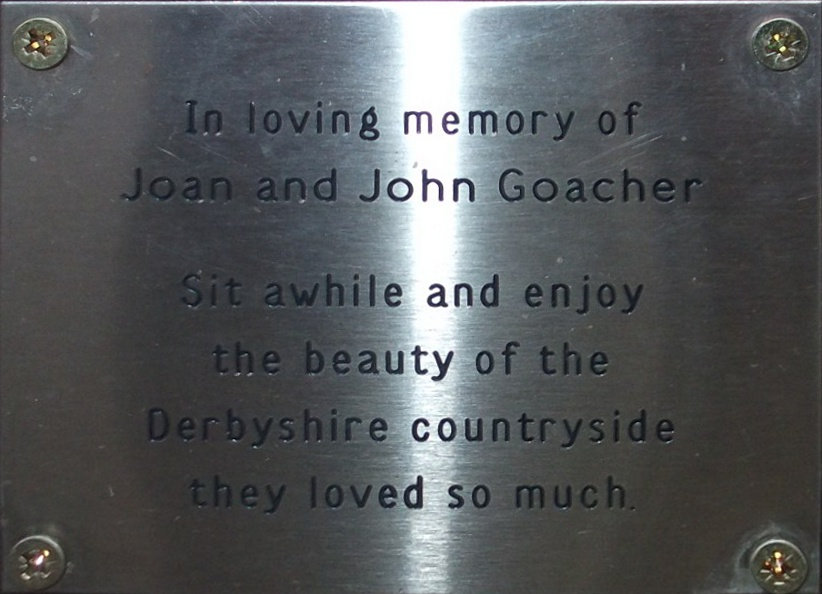 In loving memory of
Joan and John Goacher
Sit awhile and enjoy
the beauty of the
Derbyshire countryside
they loved so much.